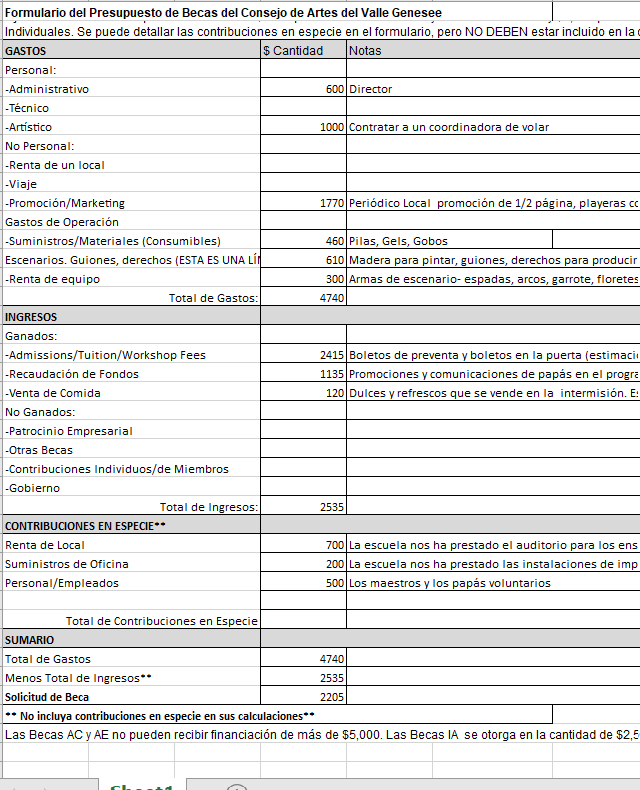 Formulario del Presupuesto de Becas del Consejo de Artes del Valle Genesee
Individuales. Se puede detallar las contribuciones en especie en el formulario, pero NO DEBEN estar incluido en la
GASTOS $ Cantidad Notas
Personal:
-Administrativo 600 Director
-Técnico
-Artístico 1000 Contratar a un coordinadora de volar
No Personal:
-Renta de un local
-Viaje
-Promoción/Marketing 1770 Periódico Local promoción de 1/2 página, playeras
Gastos de Operación
-Suministros/Materiales (Consumibles) 460 Pilas, Gels, Gobos
Escenarios. Guiones, derechos (ESTA ES UNA 610 Madera para pintar, guiones, derechos para producir
-Renta de equipo 300 Armas de escenario- espadas, arcos, garrote, floretes
Total de Gastos: 4740
INGRESOS
Ganados:
-Admissions/Tuition/Workshop Fees 2415 Boletos de preventa y boletos en la puerta
-Recaudación de Fondos 1135 Promociones y comunicaciones de papás en el
-Venta de Comida 120 Dulces y refrescos que se vende en la intermisión.
No Ganados:
-Patrocinio Empresarial
-Otras Becas
-Contribuciones Individuos/de Miembros
-Gobierno
Total de Ingresos: 2535
CONTRIBUCIONES EN ESPECIE**
Renta de Local 700 La escuela nos ha prestado el auditorio para los
Suministros de Oficina 200 La escuela nos ha prestado las instalaciones de
Personal/Empleados 500 Los maestros y los papás voluntarios
Total de Contribuciones en Especie
SUMARIO
Total de Gastos 4740
Menos Total de Ingresos** 2535
Solicitud de Beca 2205
** No incluya contribuciones en especie en sus calculaciones**
Las Becas AC y AE no pueden recibir financiación de más de $5,000. Las Becas IA se otorga en la cantidad de